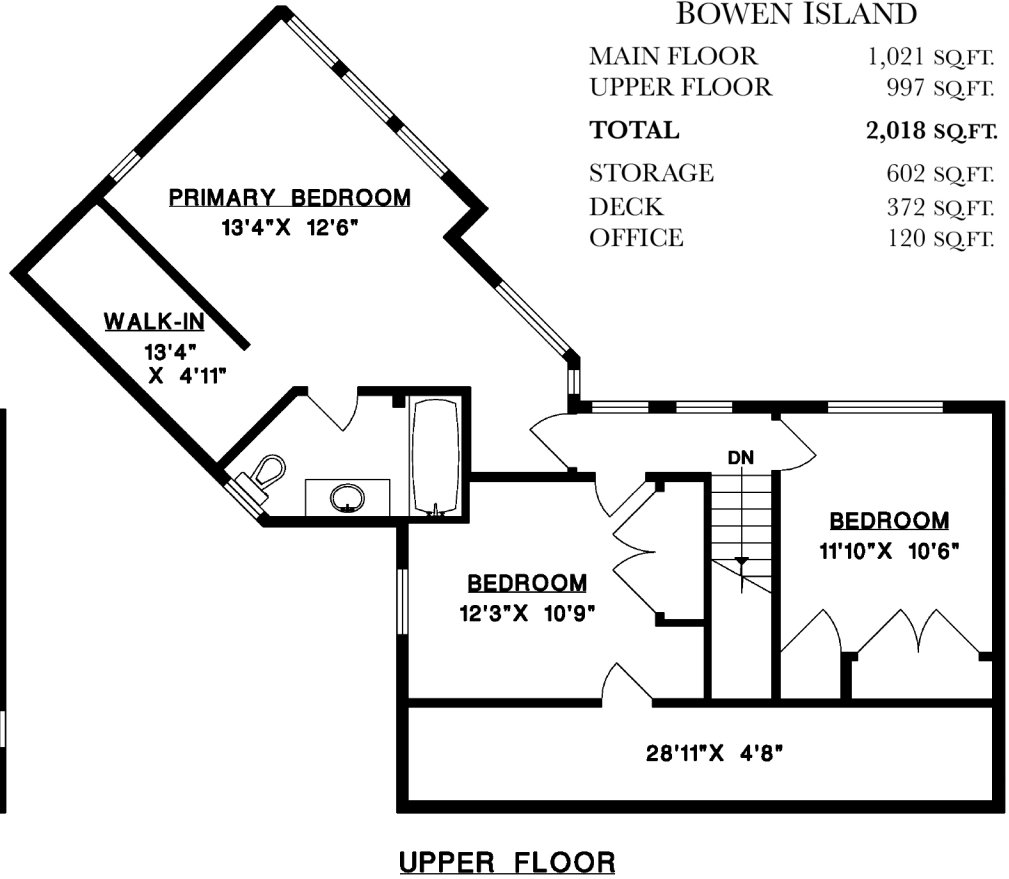 BOWEN ISLAND
MAIN FLOOR 1,021 SQ.FT.
UPPER FLOOR 997 SQ.FT.
TOTAL 2,018 SQ.FT.
STORAGE 602 SQ.FT.
DECK 372 SQ.FT.
OFFICE 120 SQ.FT.
PRIMARY BEDROOM
13'4"X 12'6"
WALK-IN
13'4"
X 4'11"
DN
BEDROOM
11'10"X 10'6"
BEDROOM
12'3"X 10'9"
28'11"X 4'8"
UPPER FLOOR